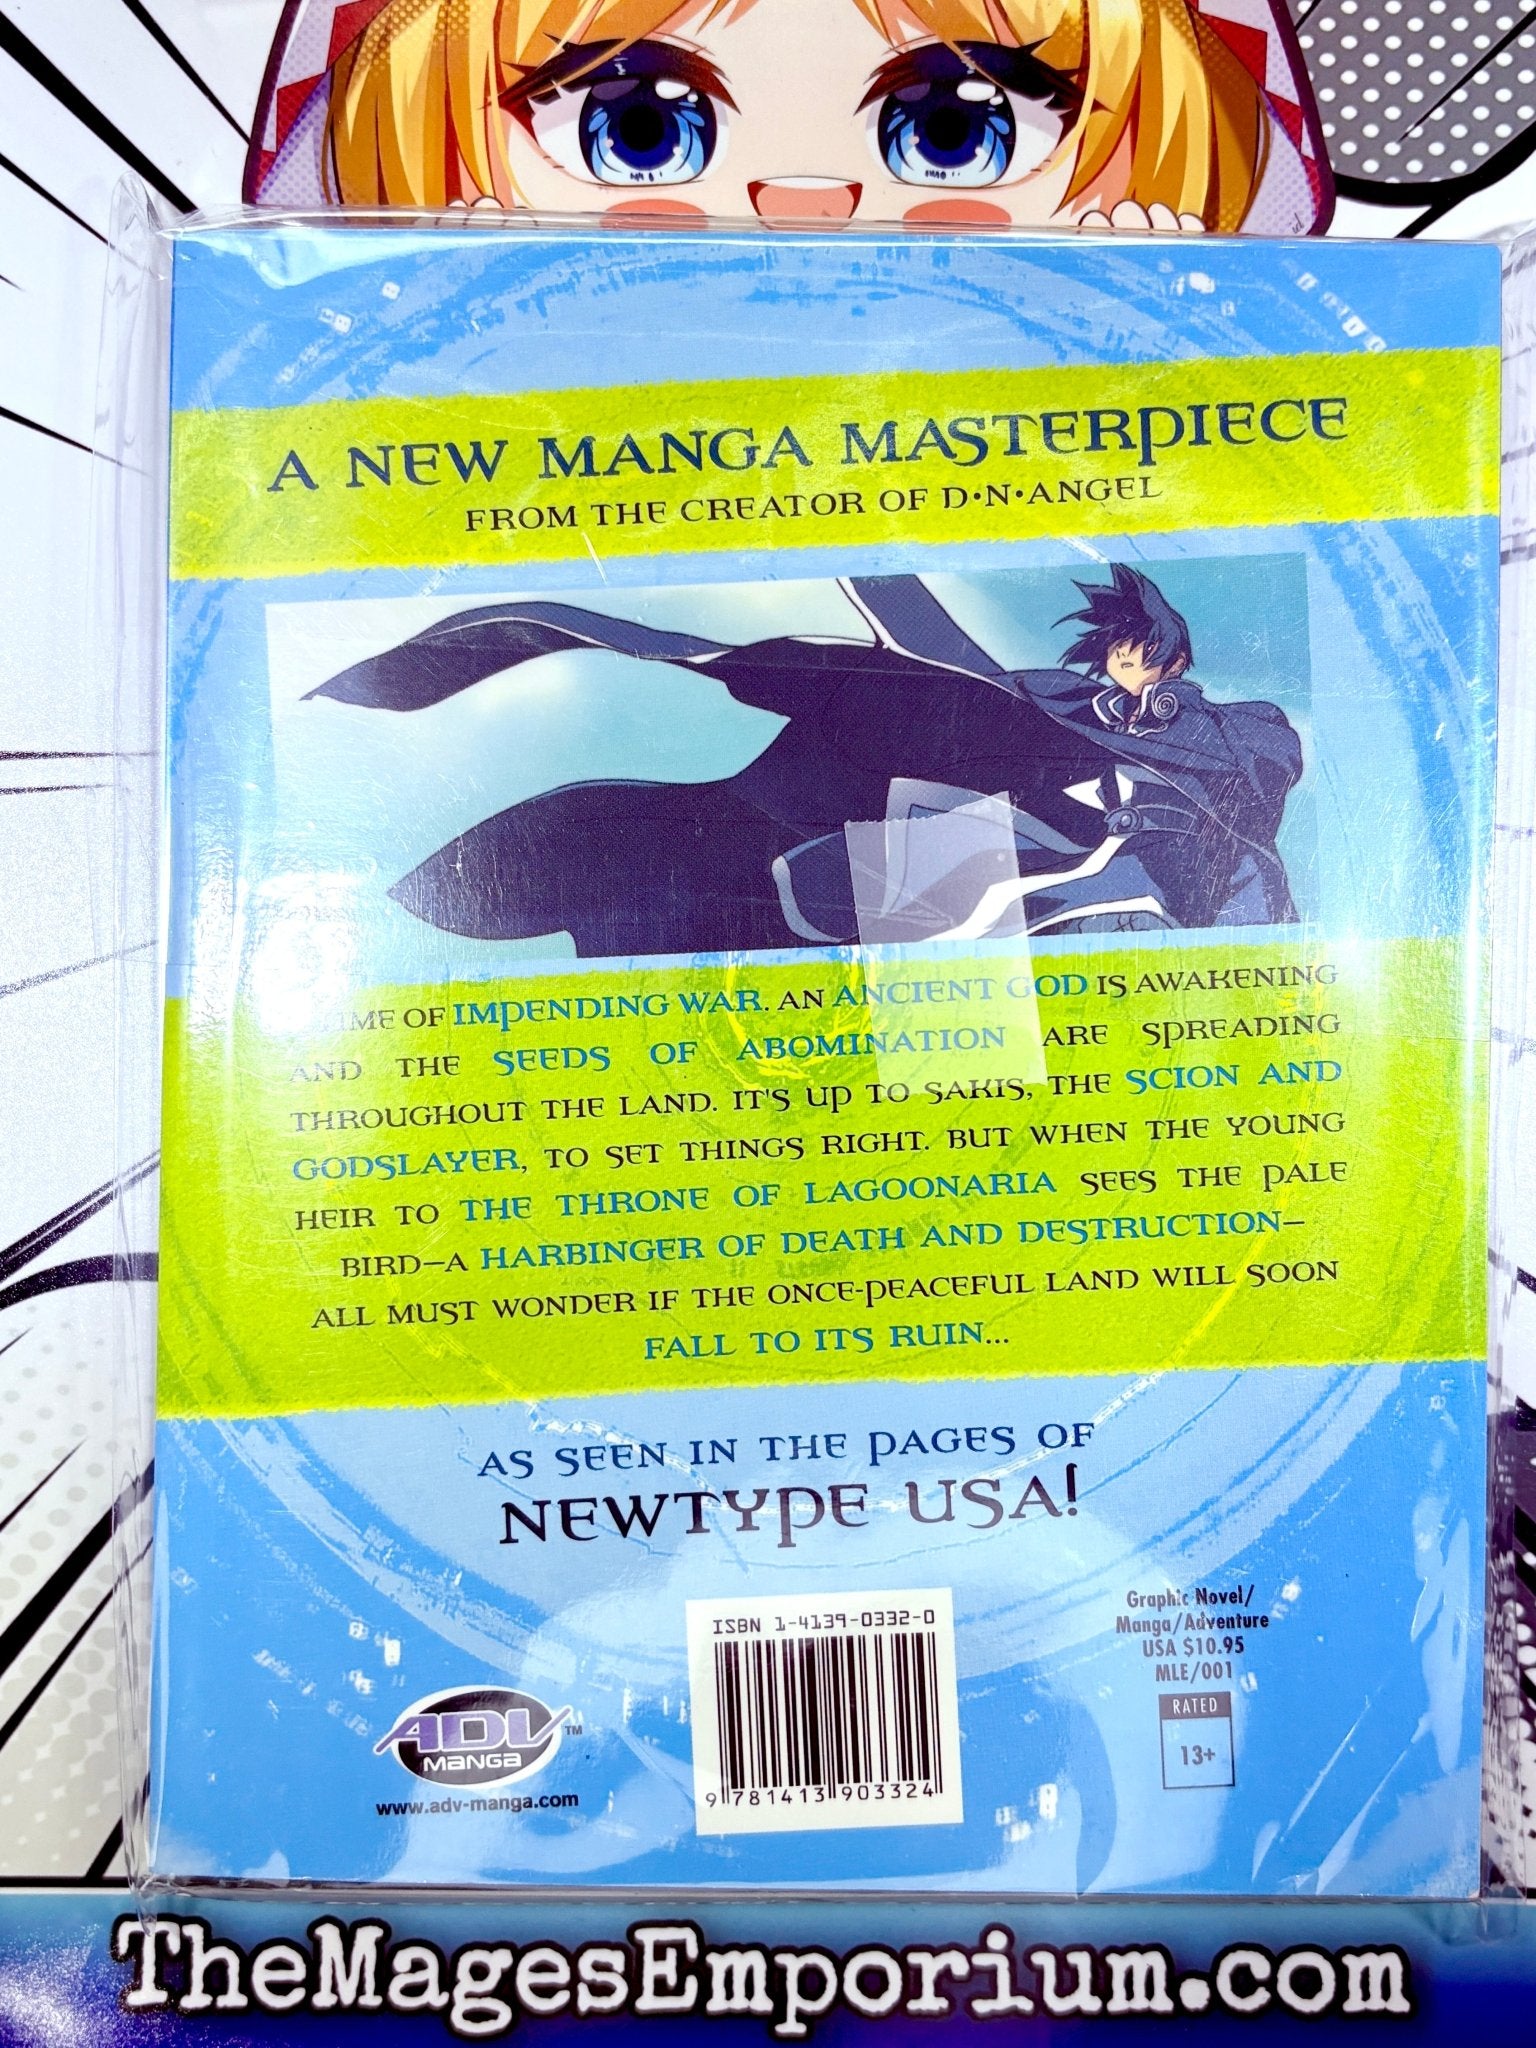 A NEW MANGA MASTERPIECE
FROM THE CREATOR OF D•N•ANGEL
TIME OF IMPENDING WAR. AN ANCIENT GOD IS AWAKENING
AND THE SEEDS OF ABOMINATION ARE SPREADING
THROUGHOUT THE LAND. IT'S UP TO SAKIS, THE SCION AND
GODSLAYER, TO SET THINGS RIGHT. BUT WHEN THE YOUNG
HEIR TO THE THRONE OF LAGOONARIA SEES THE PALE
BIRD—A HARBINGER OF DEATH AND DESTRUCTION—
ALL MUST WONDER IF THE ONCE-PEACEFUL LAND WILL SOON
FALL TO ITS RUIN...
AS SEEN IN THE PAGES OF
NEWTYPE USA!
ISBN 1-4139-0332-0
9 781413 903324
Graphic Novel/
Manga/Adventure
USA $10.95
MLE/001
RATED
13+
ADV™
MANGA
www.adv-manga.com
TheMagesEmporium.com